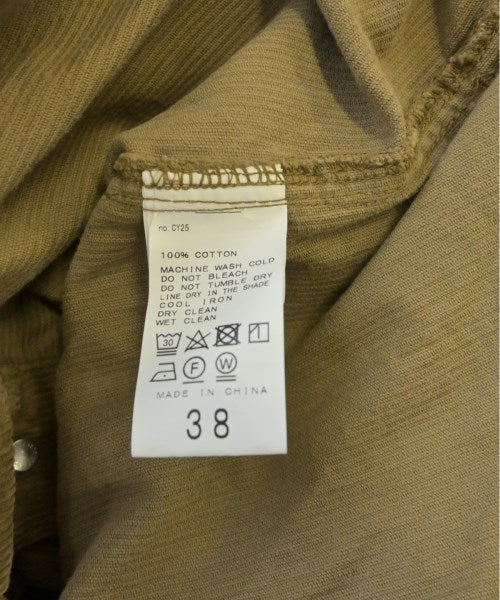 no. CY25
100% COTTON
MACHINE WASH COLD
DO NOT BLEACH
DO NOT TUMBLE DRY
LINE DRY IN THE SHADE
COOL IRON
DRY CLEAN
WET CLEAN
30
F W
MADE IN CHINA
38